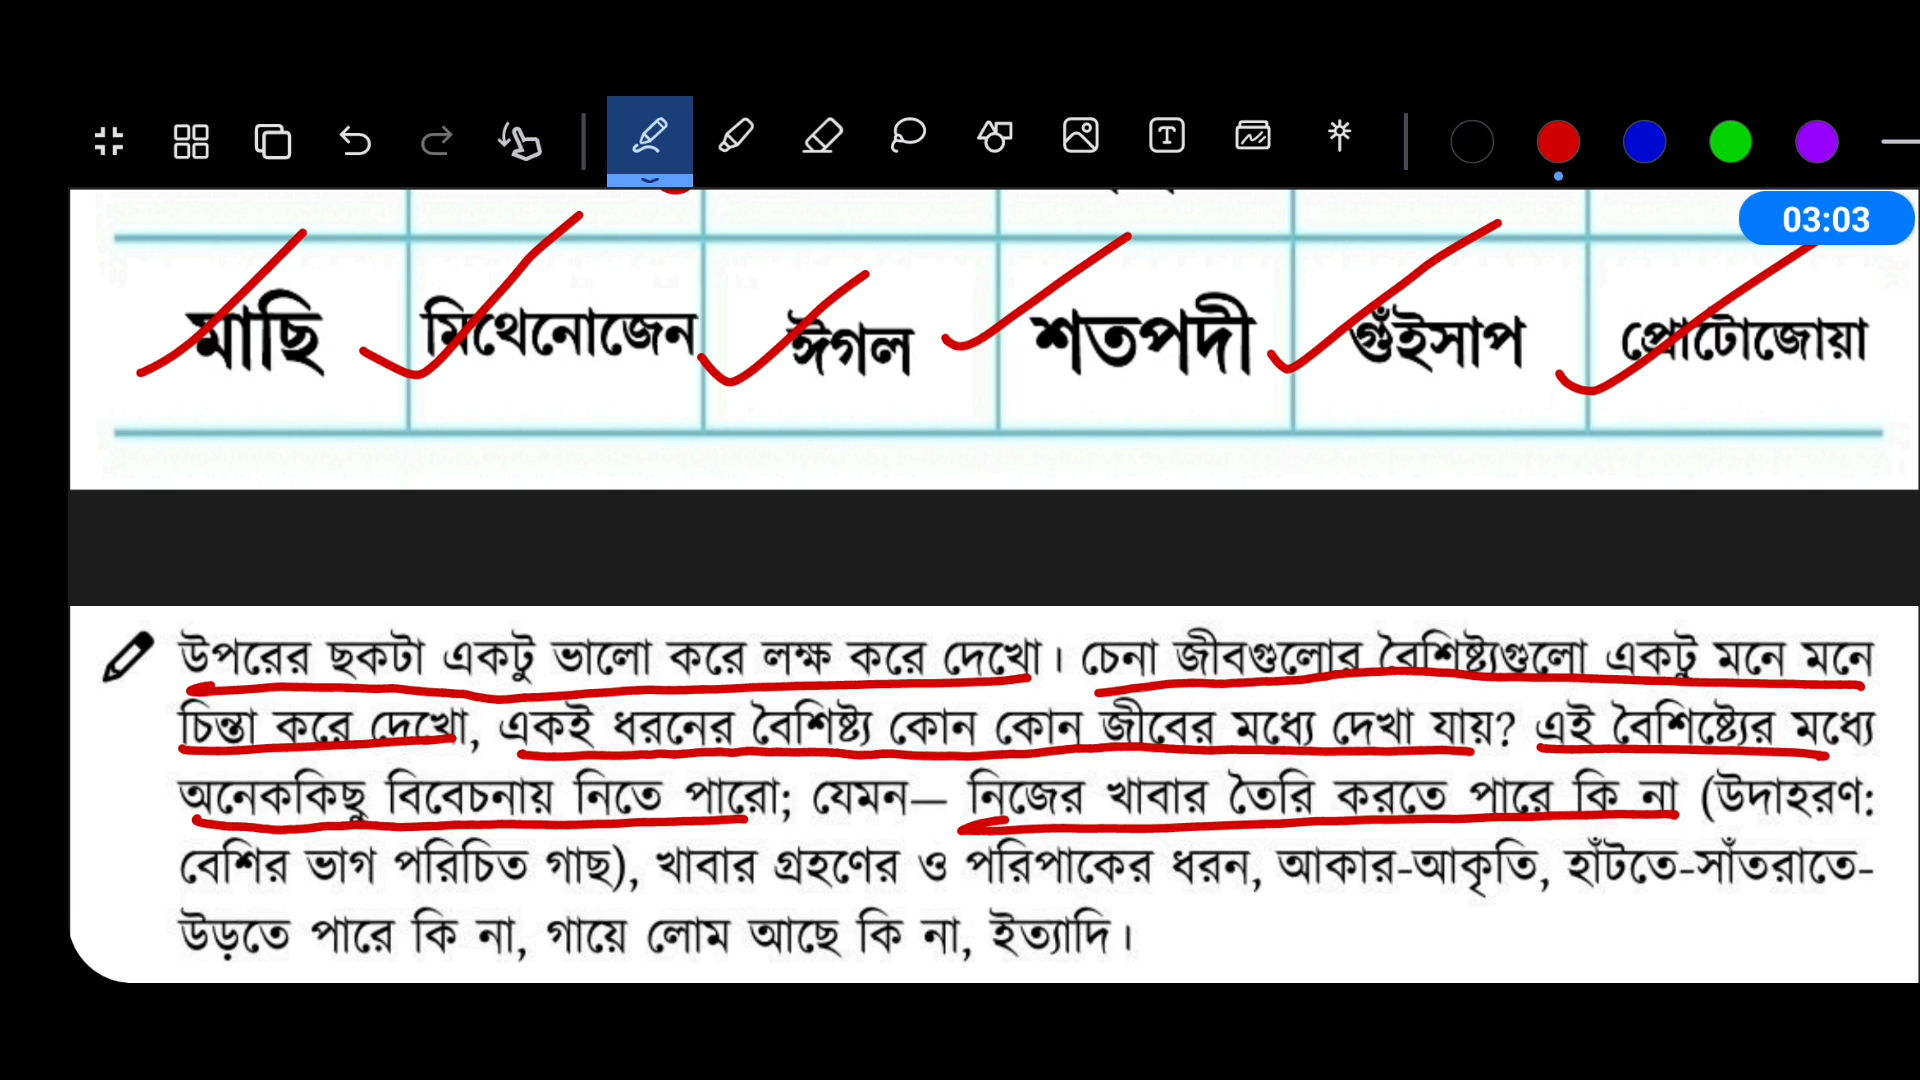 03:03
মাছি মিথেনোজেন ঈগল শতপদী গুঁইসাপ প্রোটোজোয়া
উপরের ছকটা একটু ভালো করে লক্ষ করে দেখো। চেনা জীবগুলোর বৈশিষ্ট্যগুলো একটু মনে মনে
চিন্তা করে দেখো, একই ধরনের বৈশিষ্ট্য কোন কোন জীবের মধ্যে দেখা যায়? এই বৈশিষ্ট্যের মধ্যে
অনেককিছু বিবেচনায় নিতে পারো; যেমন— নিজের খাবার তৈরি করতে পারে কি না (উদাহরণ:
বেশির ভাগ পরিচিত গাছ), খাবার গ্রহণের ও পরিপাকের ধরন, আকার-আকৃতি, হাঁটতে-সাঁতরাতে-
উড়তে পারে কি না, গায়ে লোম আছে কি না, ইত্যাদি।